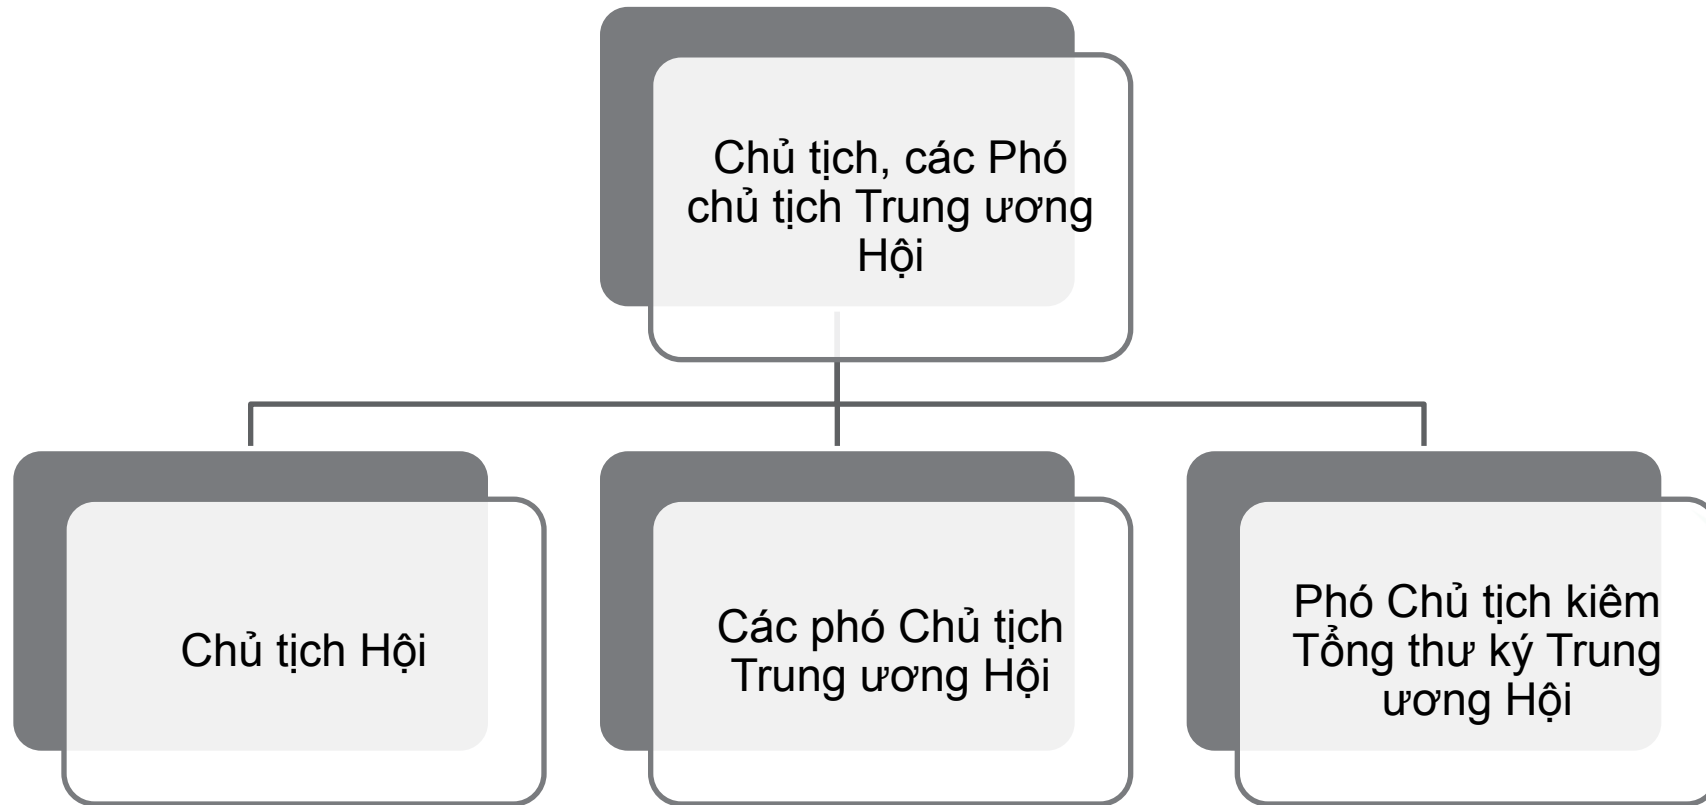 Chủ tịch, các Phó
chủ tịch Trung ương
Hội
Chủ tịch Hội
Các phó Chủ tịch
Trung ương Hội
Phó Chủ tịch kiêm
Tổng thư ký Trung
ương Hội